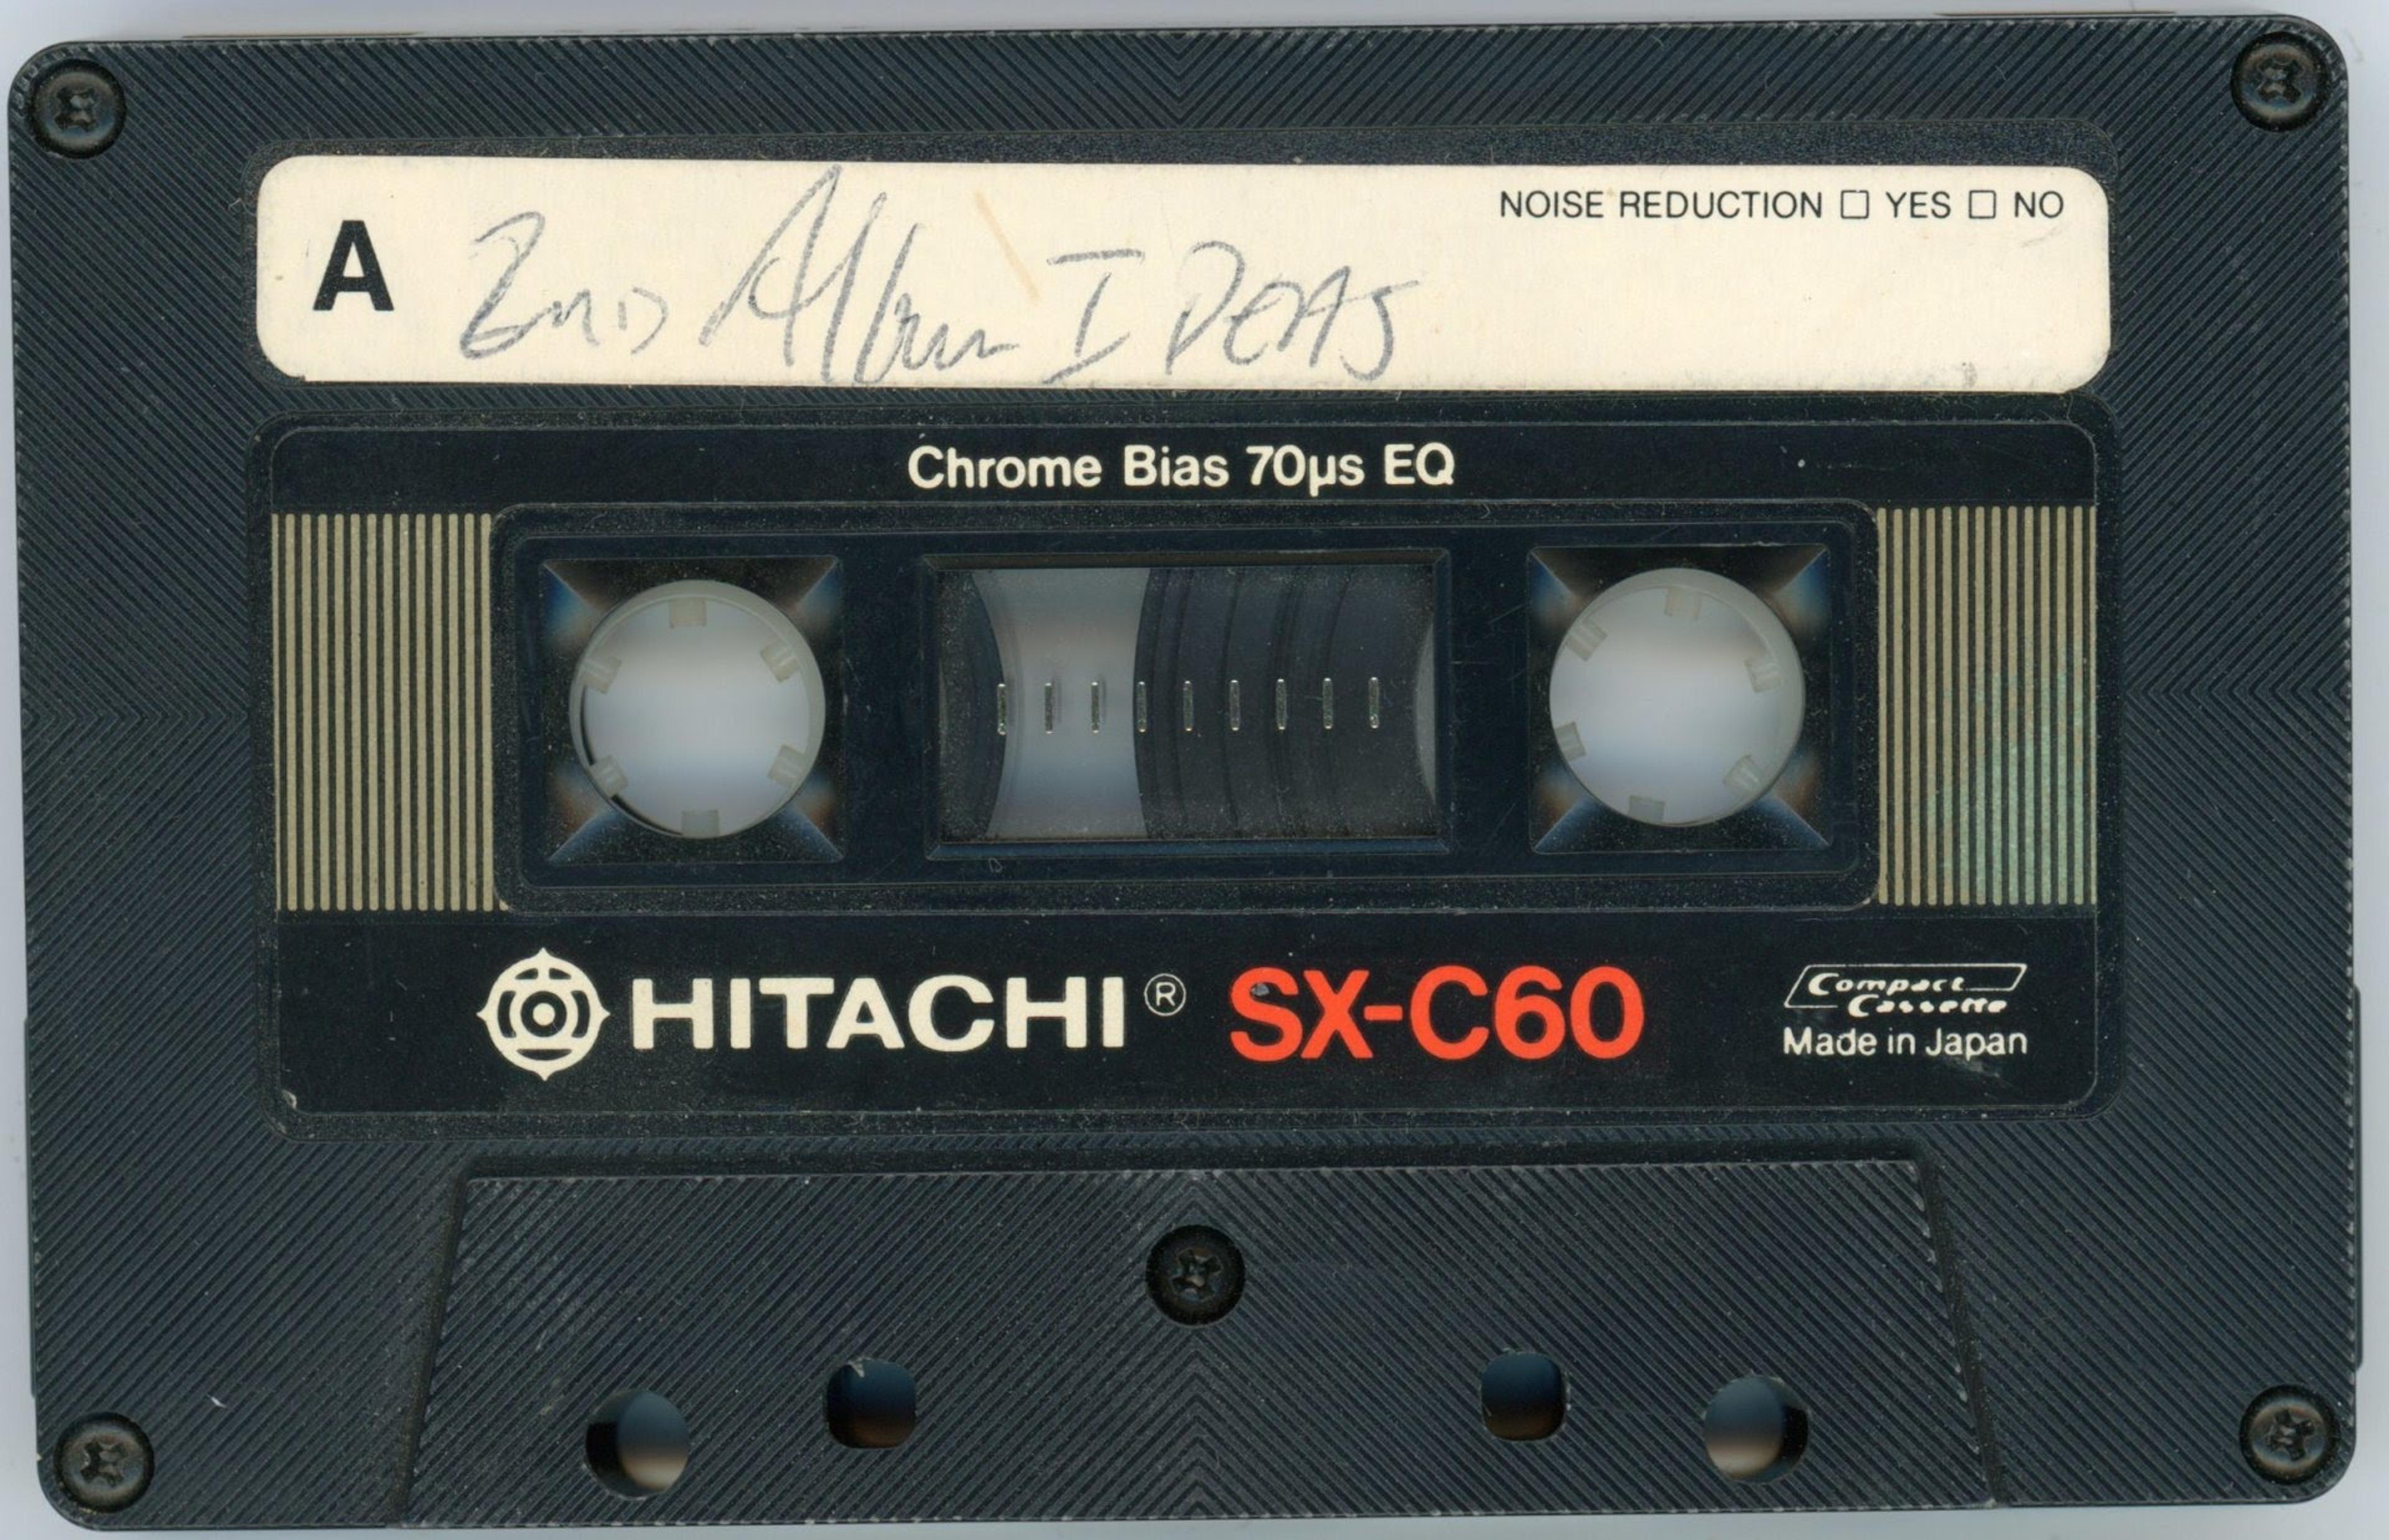 NOISE REDUCTION □ YES □ NO
A 2ND Album IDEAS
Chrome Bias 70µs EQ
HITACHI® SX-C60
Compact
Cassette
Made in Japan